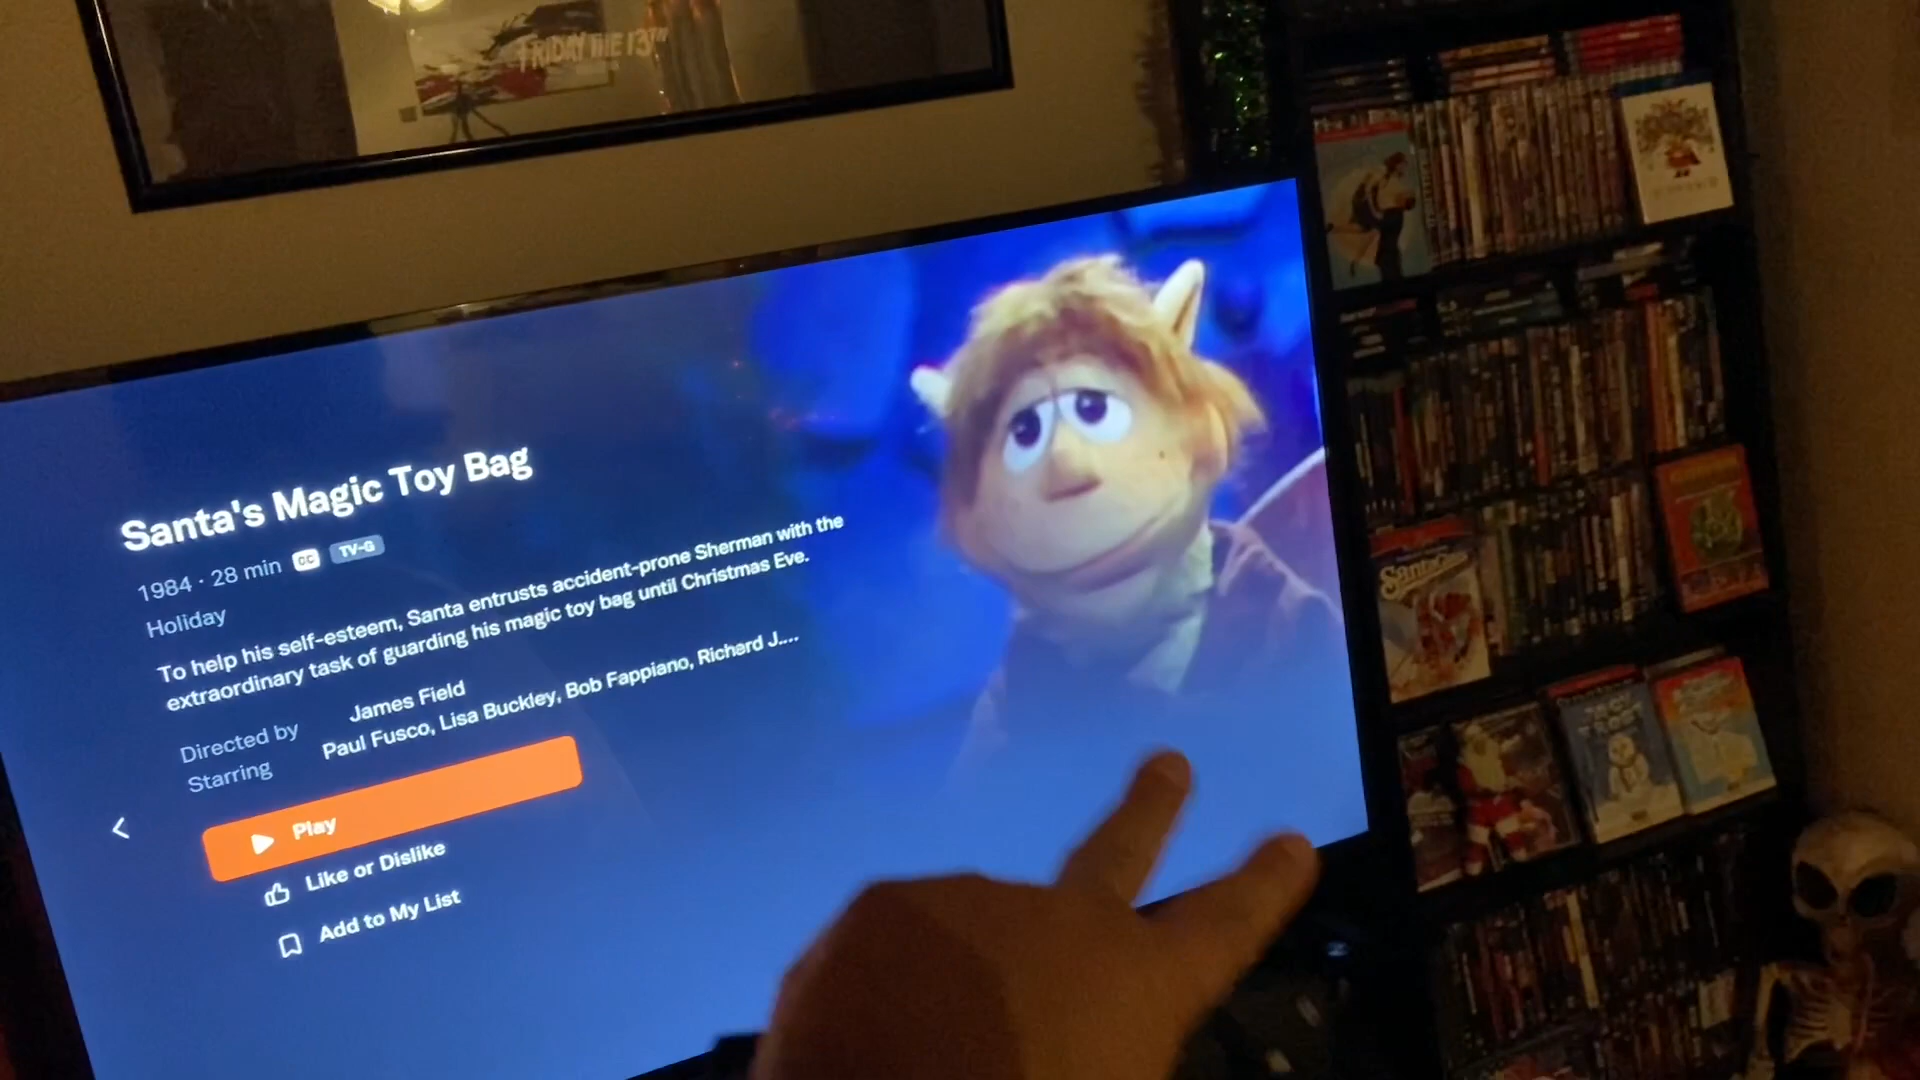 FRIDAY THE 13TH
Santa's Magic Toy Bag
1984 · 28 min CC TV-G
Holiday
To help his self-esteem, Santa entrusts accident-prone Sherman with the
extraordinary task of guarding his magic toy bag until Christmas Eve.
Directed by James Field
Starring Paul Fusco, Lisa Buckley, Bob Fappiano, Richard J....
Play
Like or Dislike
Add to My List
Santa Claus